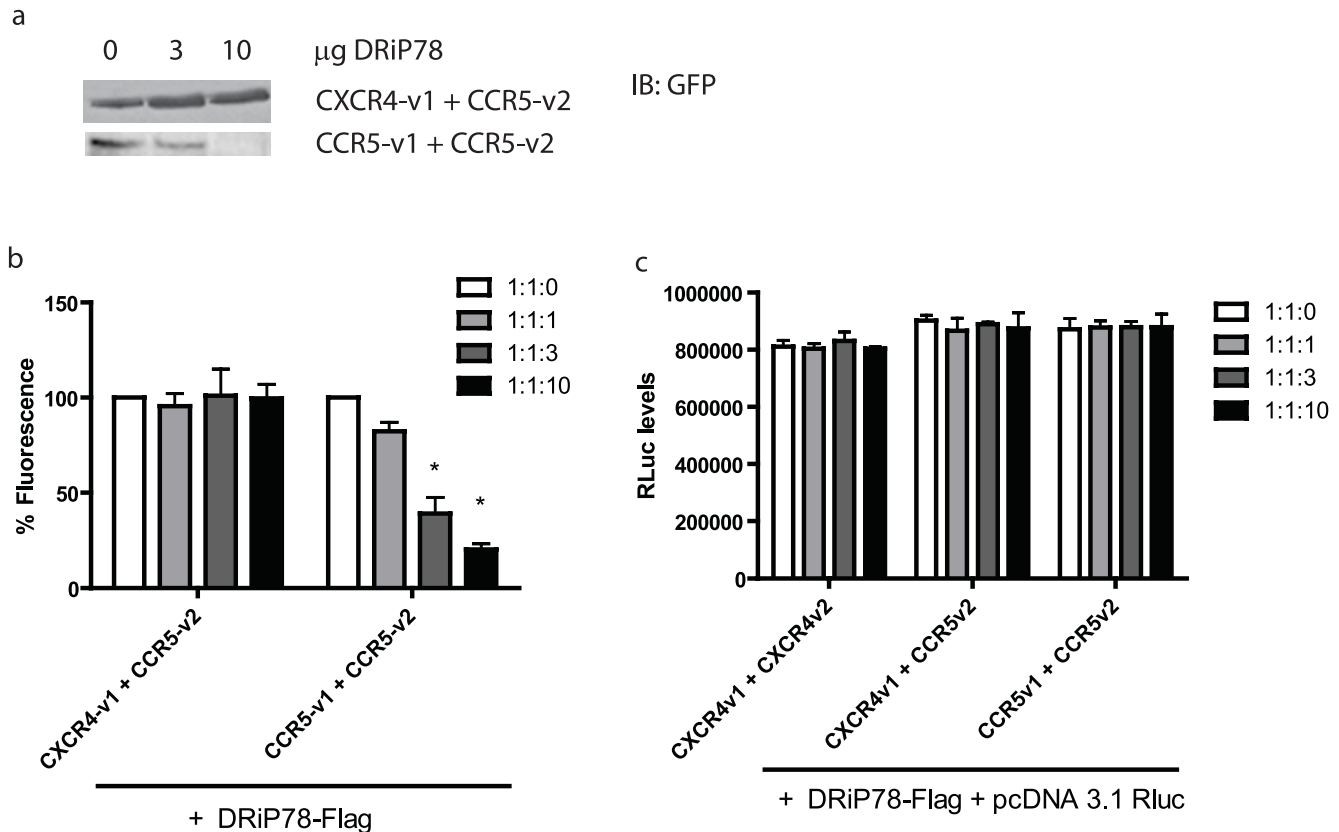 a
0 3 10 μg DRiP78
CXCR4-v1 + CCR5-v2
IB: GFP
CCR5-v1 + CCR5-v2
b
% Fluorescence
150
100
50
0
1:1:0
1:1:1
1:1:3
1:1:10
*
*
CXCR4-v1 + CCR5-v2
CCR5-v1 + CCR5-v2
+ DRiP78-Flag
c
RLuc levels
1000000
800000
600000
400000
200000
0
1:1:0
1:1:1
1:1:3
1:1:10
CXCR4v1 + CXCR4v2
CXCR4v1 + CCR5v2
CCR5v1 + CCR5v2
+ DRiP78-Flag + pcDNA 3.1 Rluc